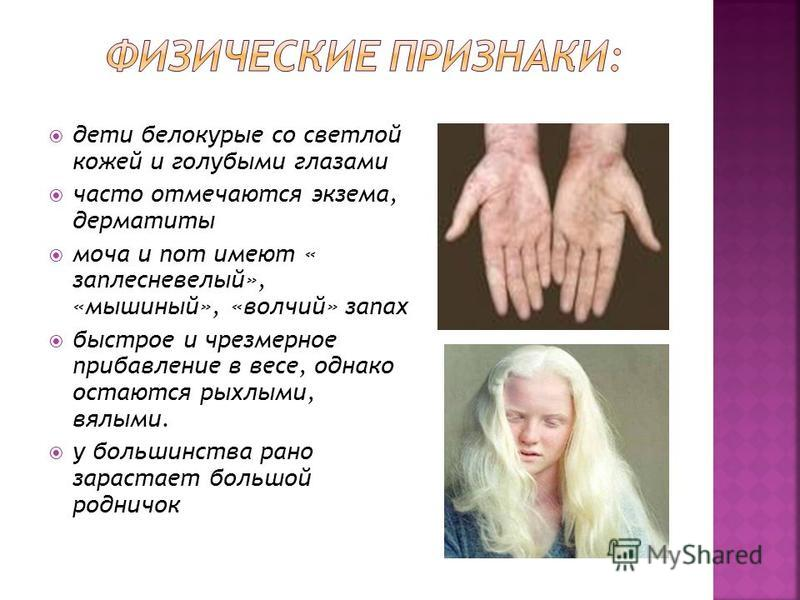 ФИЗИЧЕСКИЕ ПРИЗНАКИ:
дети белокурые со светлой
кожей и голубыми глазами
часто отмечаются экзема,
дерматиты
моча и пот имеют «
заплесневелый»,
«мышиный», «волчий» запах
быстрое и чрезмерное
прибавление в весе, однако
остаются рыхлыми,
вялыми.
у большинства рано
зарастает большой
родничок
MyShared